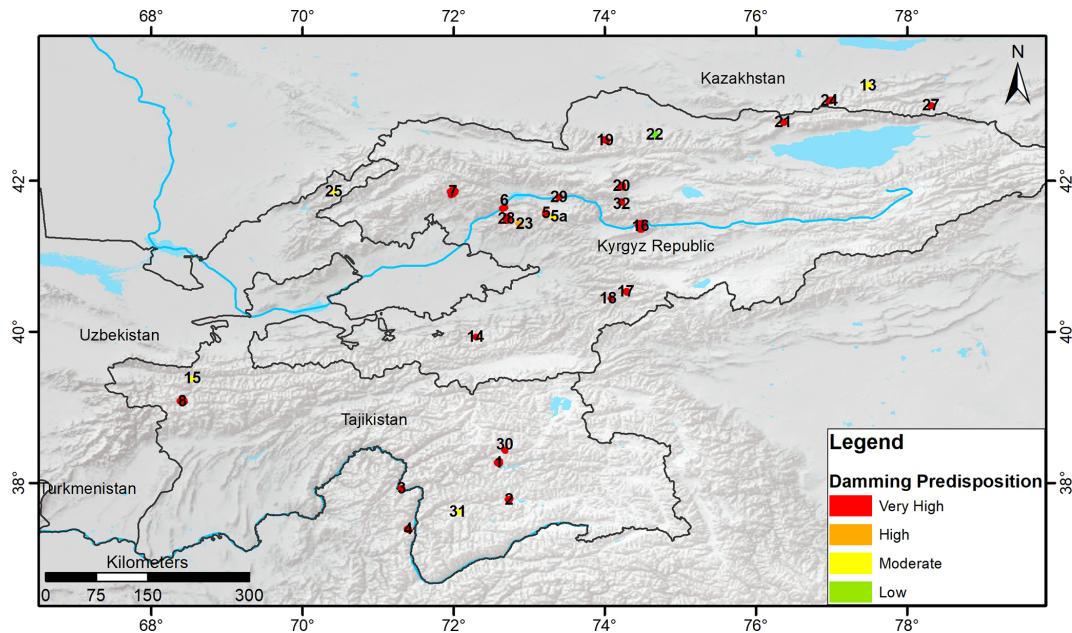 68° 70° 72° 74° 76° 78°
N
Kazakhstan
13
24
27
21
22
19
42° 42°
25
7
20
6
29
32
28
23
5
5a
16
Kyrgyz Republic
17
18
40° 40°
14
Uzbekistan
15
8
Tajikistan
30
1
3
2
31
4
38° 38°
Turkmenistan
Kilometers
0 75 150 300
Legend
Damming Predisposition
Very High
High
Moderate
Low
68° 70° 72° 74° 76° 78°